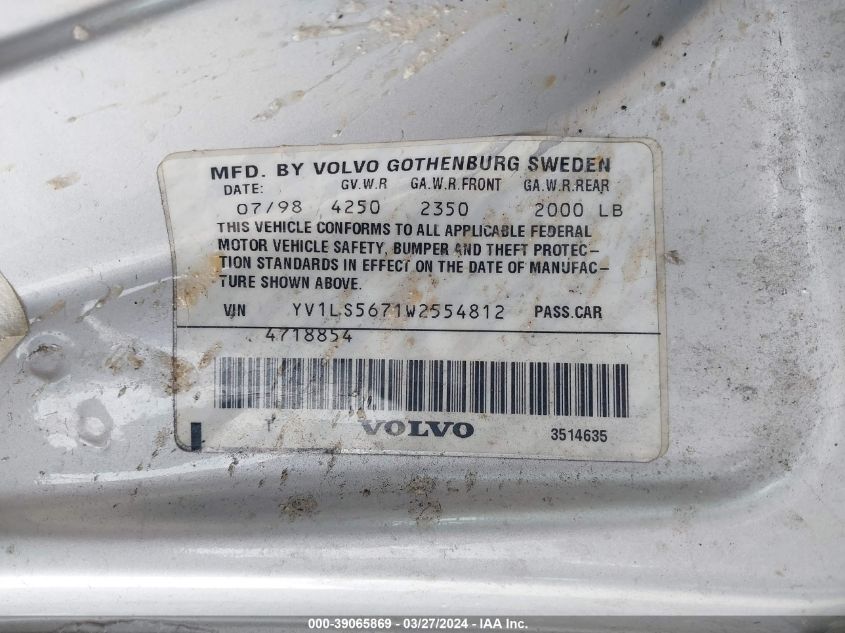 MFD. BY VOLVO GOTHENBURG SWEDEN
DATE: GV.W.R GA.W.R.FRONT GA.W.R.REAR
07/98 4250 2350 2000 LB
THIS VEHICLE CONFORMS TO ALL APPLICABLE FEDERAL
MOTOR VEHICLE SAFETY, BUMPER AND THEFT PROTEC-
TION STANDARDS IN EFFECT ON THE DATE OF MANUFAC-
TURE SHOWN ABOVE.
VIN YV1LS5671W2554812 PASS.CAR
4718854
T VOLVO 3514635
000-39065869 - 03/27/2024 - IAA Inc.